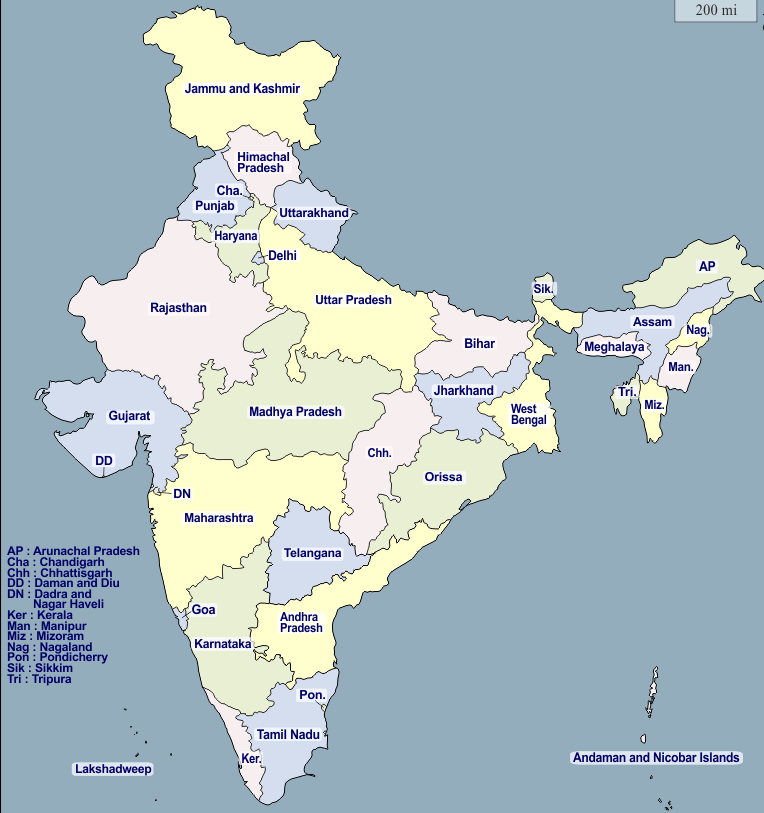 200 mi
Jammu and Kashmir
Himachal
Pradesh
Cha.
Punjab
Uttarakhand
Haryana
Delhi
AP
Sik.
Rajasthan
Uttar Pradesh
Assam
Nag.
Bihar
Meghalaya
Man.
Jharkhand
Tri.
Miz.
Gujarat
Madhya Pradesh
West
Bengal
Chh.
DD
Orissa
DN
Maharashtra
Telangana
AP : Arunachal Pradesh
Cha : Chandigarh
Chh : Chhattisgarh
DD : Daman and Diu
DN : Dadra and
Nagar Haveli
Ker : Kerala
Man : Manipur
Miz : Mizoram
Nag : Nagaland
Pon : Pondicherry
Sik : Sikkim
Tri : Tripura
Goa
Andhra
Pradesh
Karnataka
Pon.
Tamil Nadu
Ker.
Lakshadweep
Andaman and Nicobar Islands